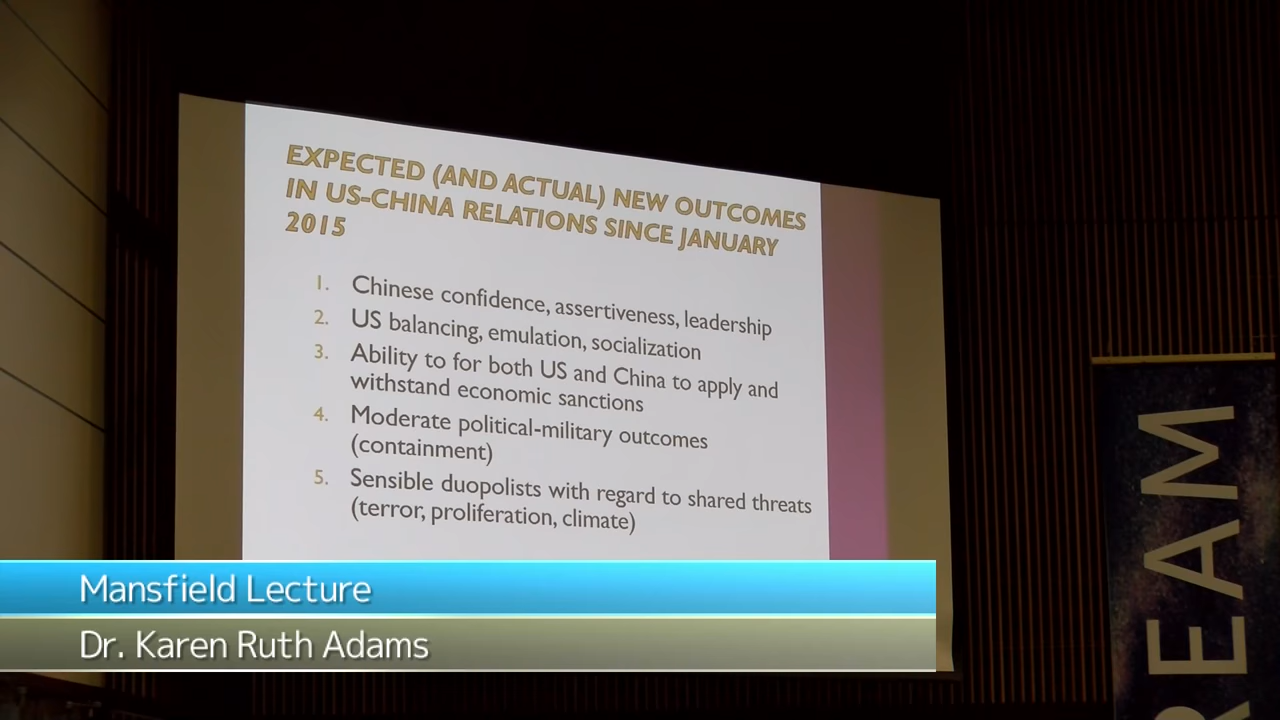 EXPECTED (AND ACTUAL) NEW OUTCOMES
IN US-CHINA RELATIONS SINCE JANUARY
2015
1. Chinese confidence, assertiveness, leadership
2. US balancing, emulation, socialization
3. Ability to for both US and China to apply and
withstand economic sanctions
4. Moderate political-military outcomes
(containment)
5. Sensible duopolists with regard to shared threats
(terror, proliferation, climate)
Mansfield Lecture
Dr. Karen Ruth Adams
REAM